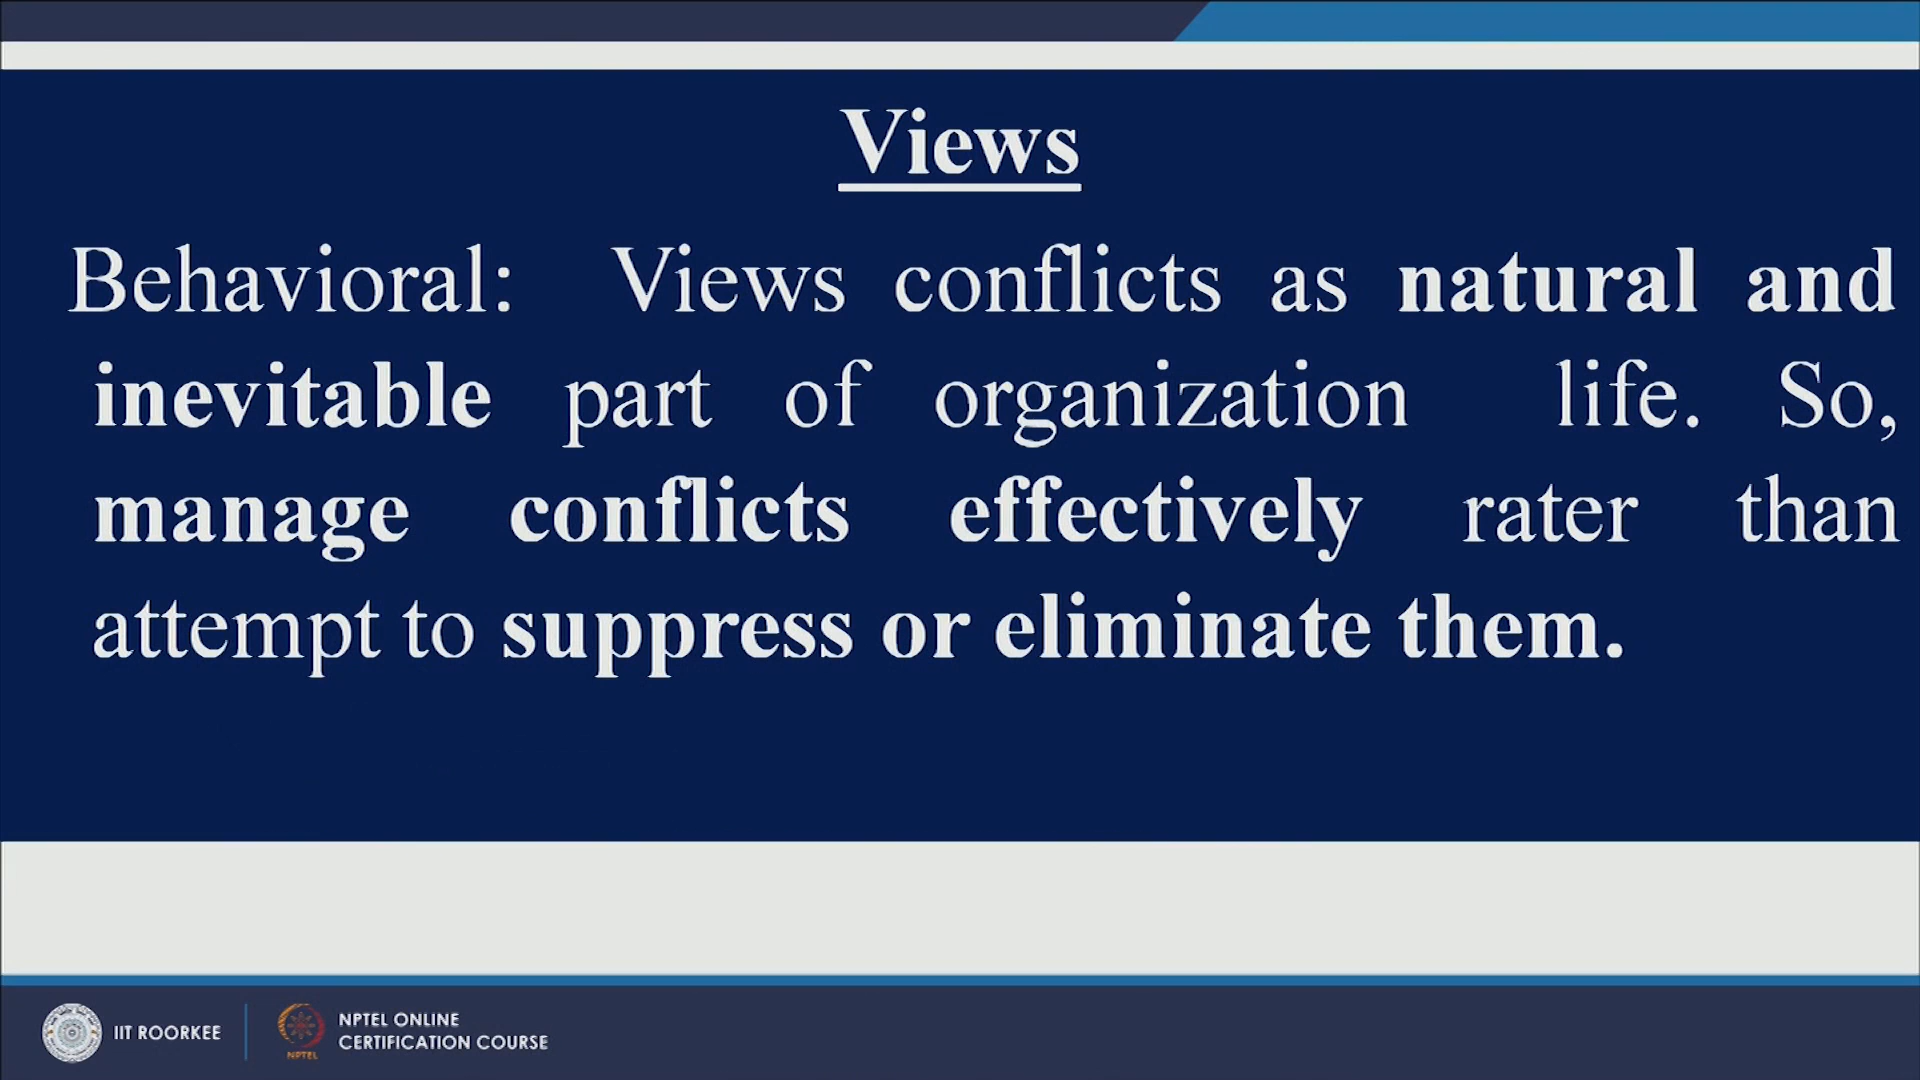 Views
Behavioral: Views conflicts as natural and
inevitable part of organization life. So,
manage conflicts effectively rater than
attempt to suppress or eliminate them.
IIT ROORKEE
NPTEL
NPTEL ONLINE
CERTIFICATION COURSE